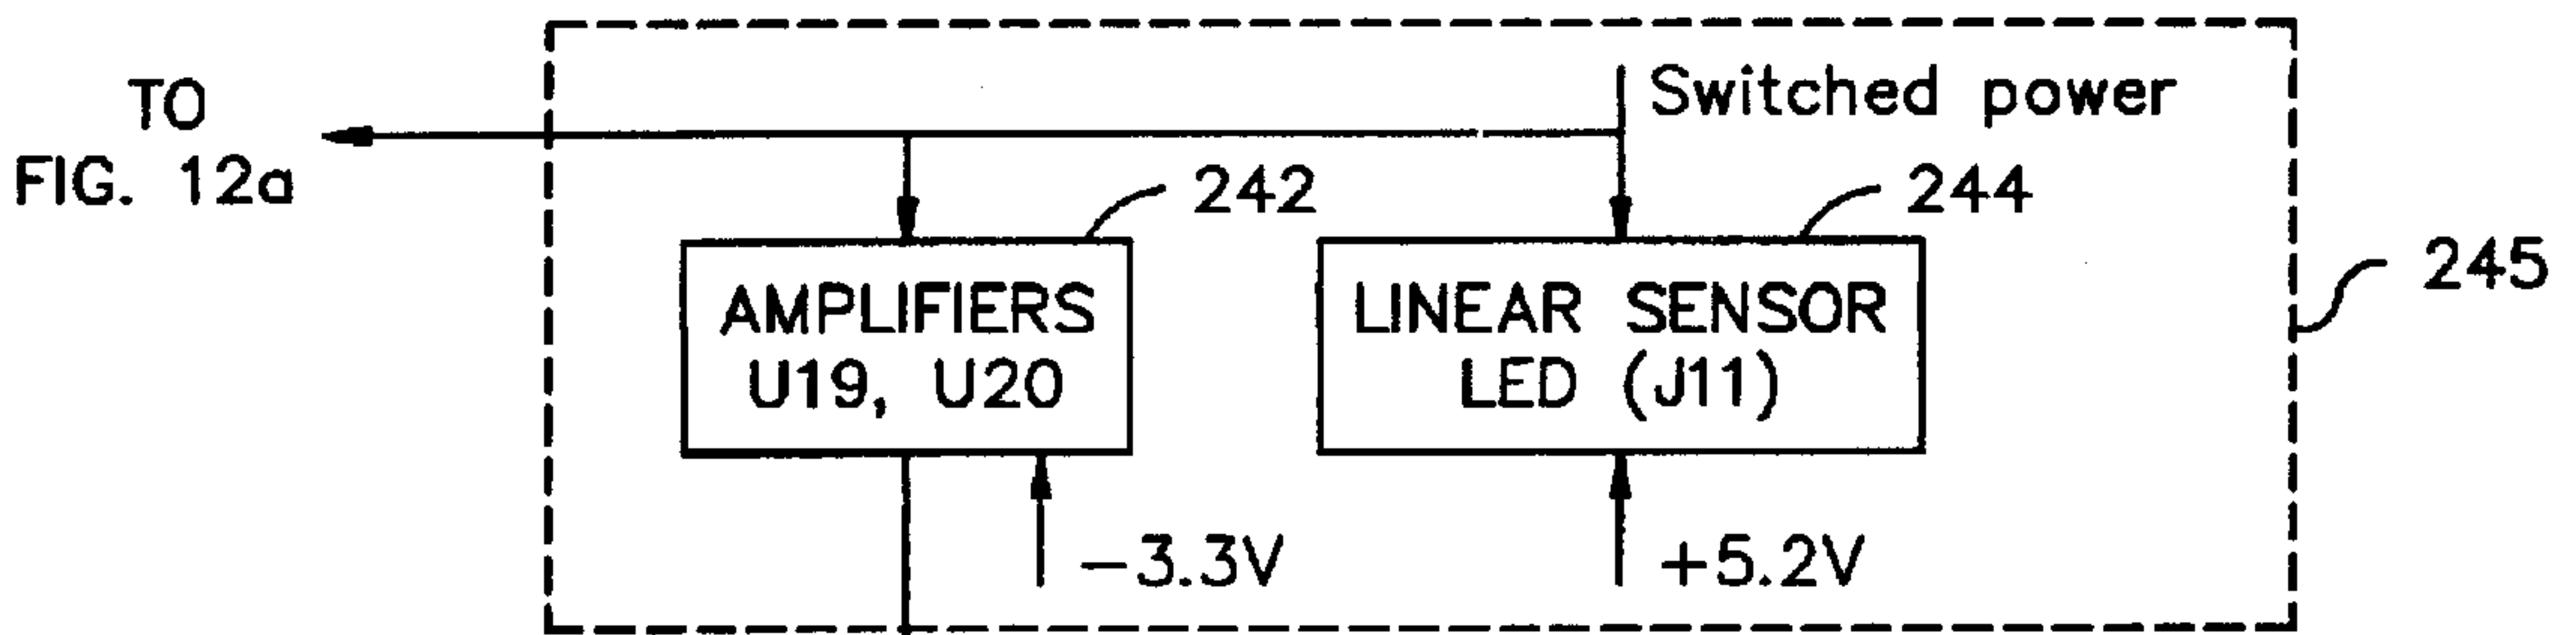 TO
FIG. 12a
Switched power
242
244
245
AMPLIFIERS
U19, U20
LINEAR SENSOR
LED (J11)
−3.3V
+5.2V